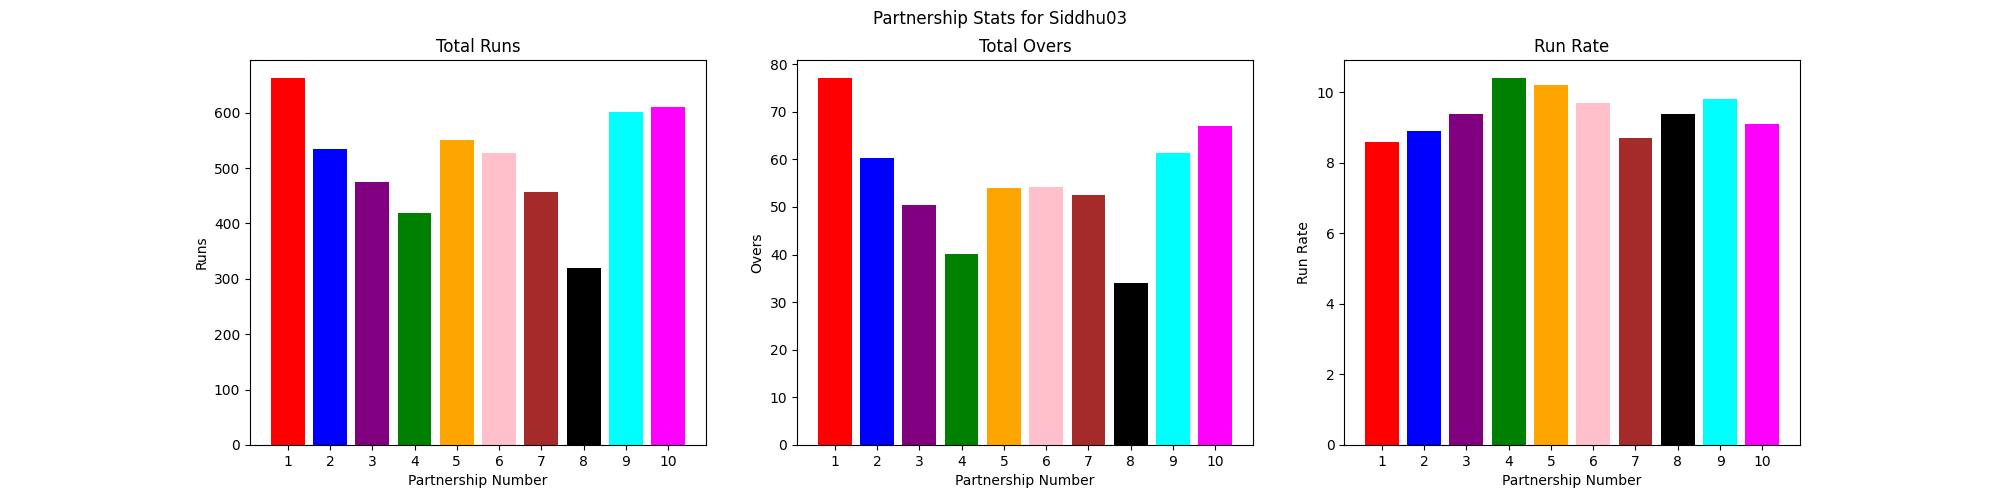 Partnership Stats for Siddhu03
Total Runs
Runs
600
500
400
300
200
100
0
1 2 3 4 5 6 7 8 9 10
Partnership Number
Total Overs
Overs
80
70
60
50
40
30
20
10
0
1 2 3 4 5 6 7 8 9 10
Partnership Number
Run Rate
Run Rate
10
8
6
4
2
0
1 2 3 4 5 6 7 8 9 10
Partnership Number